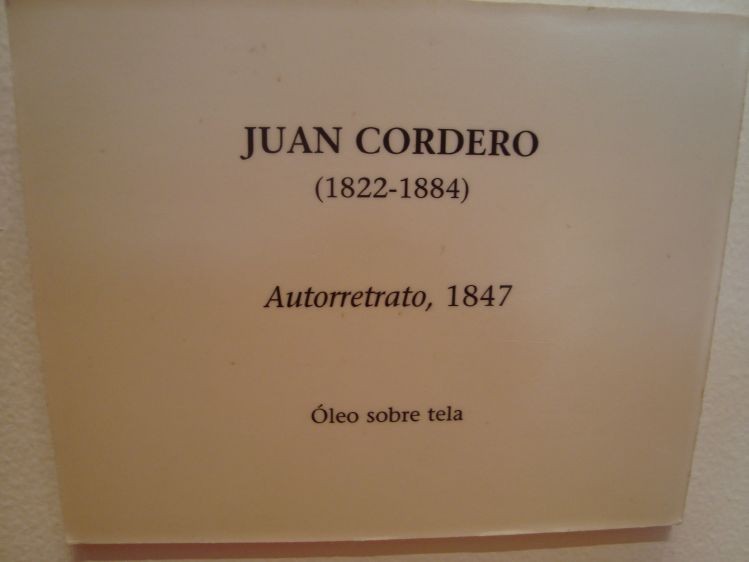 JUAN CORDERO
(1822-1884)
Autorretrato, 1847
Óleo sobre tela